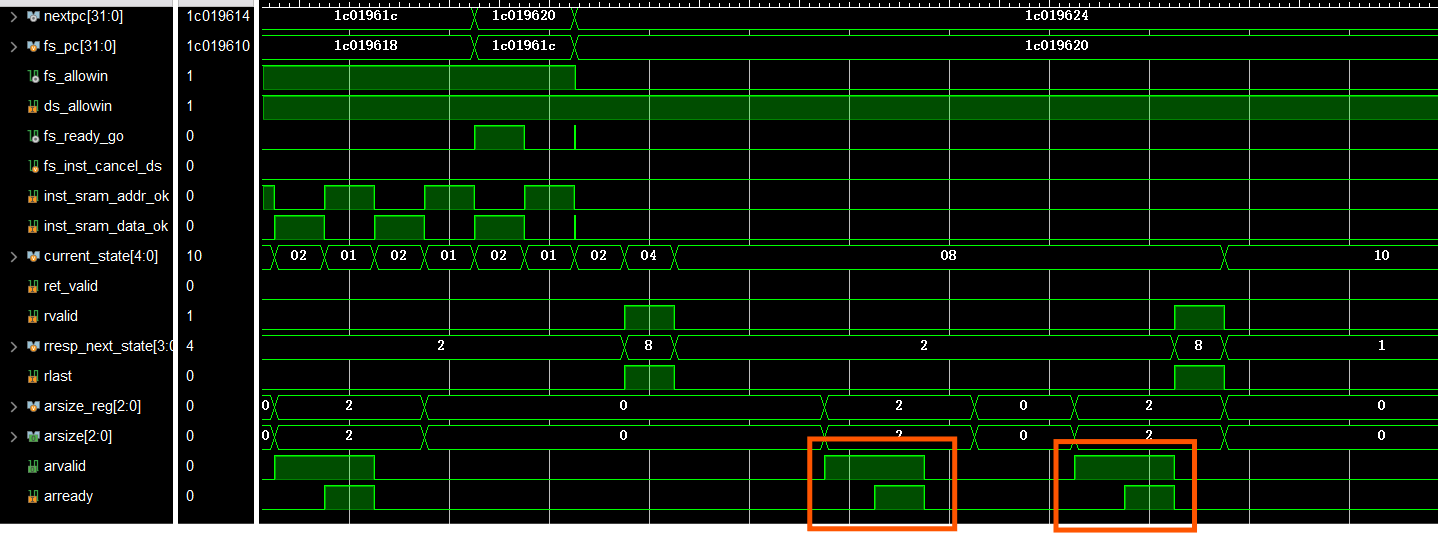 nextpc[31:0] 1c019614 1c01961c 1c019620 1c019624
fs_pc[31:0] 1c019610 1c019618 1c01961c 1c019620
fs_allowin 1
ds_allowin 1
fs_ready_go 0
fs_inst_cancel_ds 0
inst_sram_addr_ok 0
inst_sram_data_ok 0
current_state[4:0] 10 02 01 02 01 02 01 02 04 08 10
ret_valid 0
rvalid 1
rresp_next_state[3:0 4 2 8 2 8 1
rlast 0
arsize_reg[2:0] 0 0 2 0 2 0 2 0
arsize[2:0] 0 0 2 0 2 0 2 0
arvalid 0
arready 0